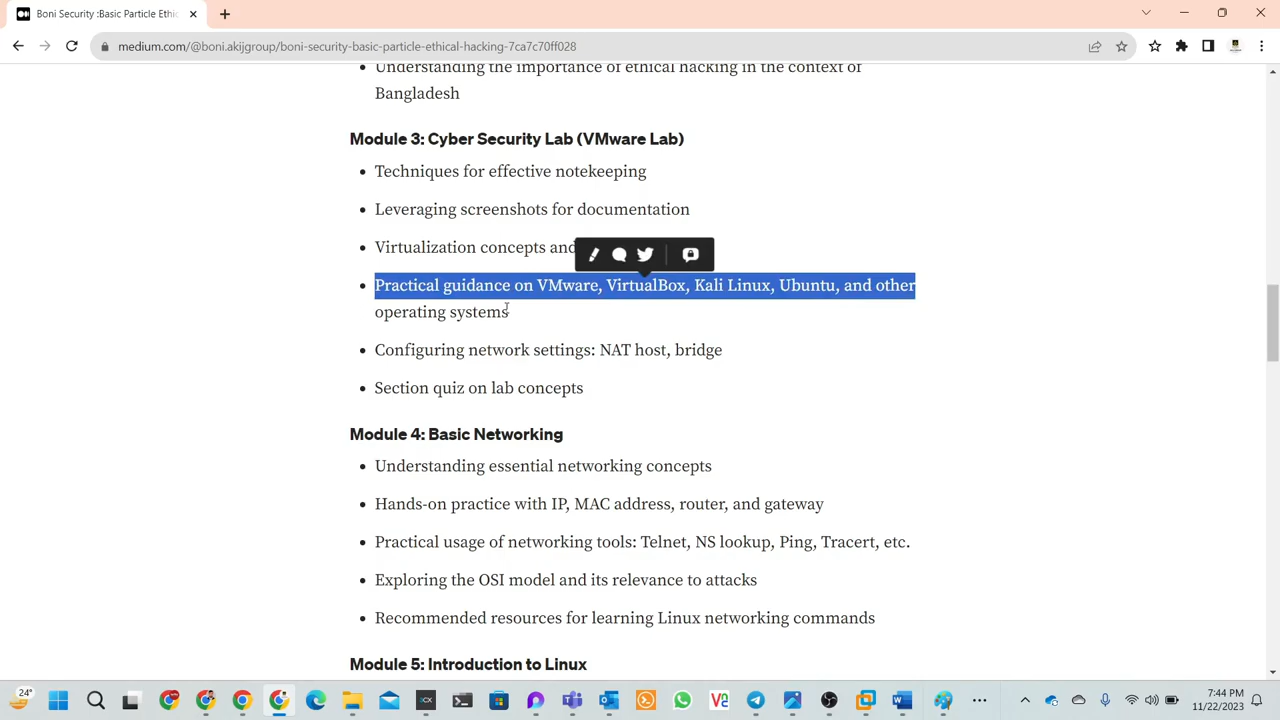 Boni Security :Basic Particle Ethic
medium.com/@boni.akijgroup/boni-security-basic-particle-ethical-hacking-7ca7c70ff028
Understanding the importance of ethical hacking in the context of
Bangladesh
Module 3: Cyber Security Lab (VMware Lab)
Techniques for effective notekeeping
Leveraging screenshots for documentation
Virtualization concepts and
Practical guidance on VMware, VirtualBox, Kali Linux, Ubuntu, and other
operating systems
Configuring network settings: NAT host, bridge
Section quiz on lab concepts
Module 4: Basic Networking
Understanding essential networking concepts
Hands-on practice with IP, MAC address, router, and gateway
Practical usage of networking tools: Telnet, NS lookup, Ping, Tracert, etc.
Exploring the OSI model and its relevance to attacks
Recommended resources for learning Linux networking commands
Module 5: Introduction to Linux
24°
7:44 PM
11/22/2023